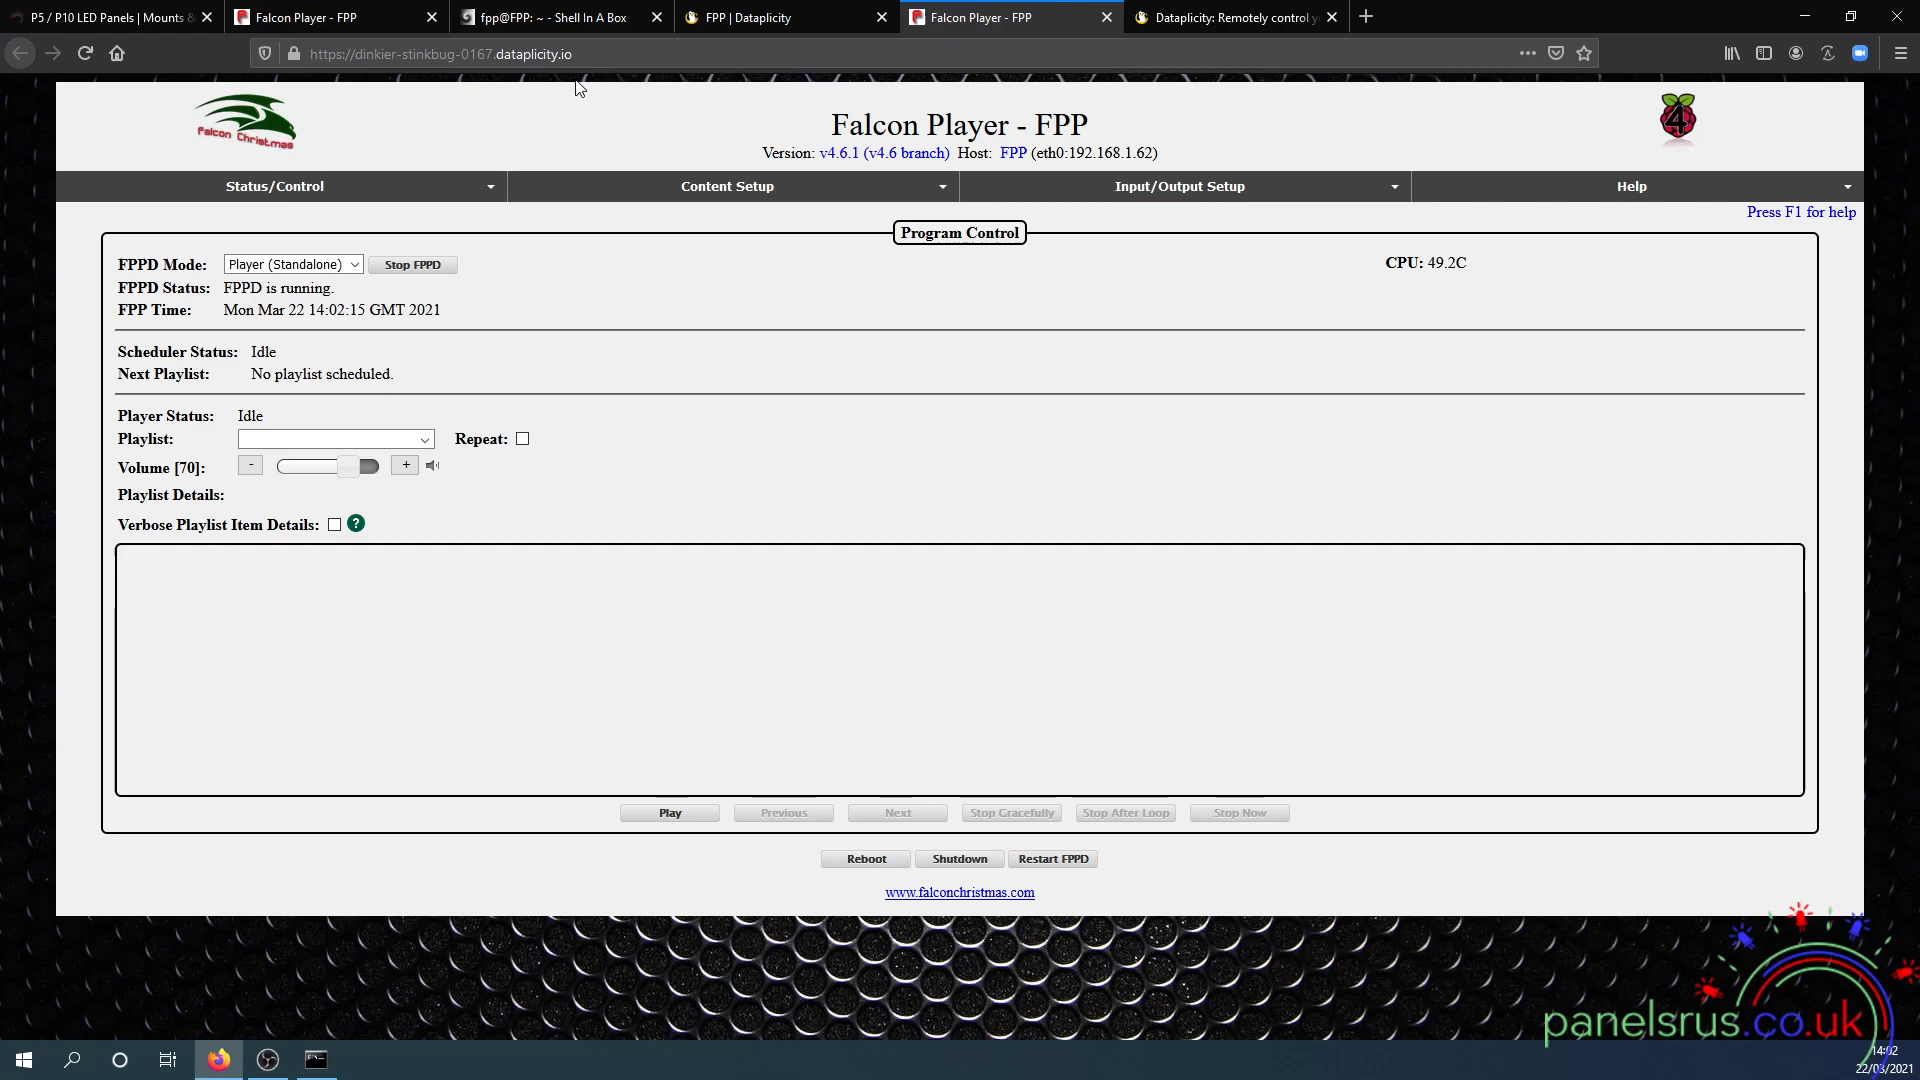 P5 / P10 LED Panels | Mounts &
Falcon Player - FPP
fpp@FPP: ~ - Shell In A Box
FPP | Dataplicity
Falcon Player - FPP
Dataplicity: Remotely control y
https://dinkier-stinkbug-0167.dataplicity.io
Falcon Christmas
Falcon Player - FPP
4
Version: v4.6.1 (v4.6 branch) Host: FPP (eth0:192.168.1.62)
Status/Control
Content Setup
Input/Output Setup
Help
Press F1 for help
Program Control
FPPD Mode: Player (Standalone) Stop FPPD
CPU: 49.2C
FPPD Status: FPPD is running.
FPP Time: Mon Mar 22 14:02:15 GMT 2021
Scheduler Status: Idle
Next Playlist: No playlist scheduled.
Player Status: Idle
Playlist: Repeat:
Volume [70]: - +
Playlist Details:
Verbose Playlist Item Details: ?
Play Previous Next Stop Gracefully Stop After Loop Stop Now
Reboot Shutdown Restart FPPD
www.falconchristmas.com
panelsrus.co.uk
14:02
22/03/2021